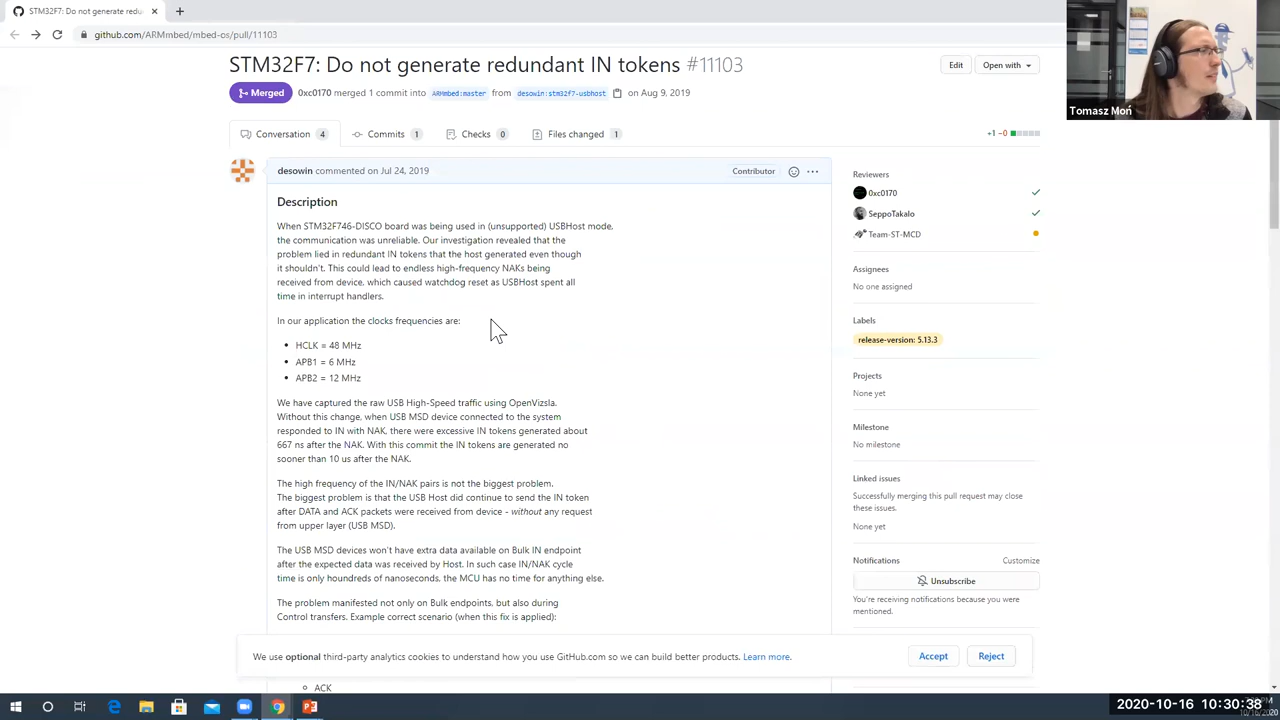 STM32F7: Do not generate redu
github.com/ARMmbed/mbed-os/pull/11103
Tomasz Moń
STM32F7: Do not generate redundant IN tokens #11103
Edit
Open with
Merged
0xc0170 merged 1 commit into ARMmbed:master from desowin:stm32f7-usbhost on Aug 9, 2019
Conversation 4
Commits 1
Checks 0
Files changed 1
+1 −0
desowin commented on Jul 24, 2019
Contributor
Description
When STM32F746-DISCO board was being used in (unsupported) USBHost mode,
the communication was unreliable. Our investigation revealed that the
problem lied in redundant IN tokens that the host generated even though
it shouldn't. This could lead to endless high-frequency NAKs being
received from device, which caused watchdog reset as USBHost spent all
time in interrupt handlers.
In our application the clocks frequencies are:
HCLK = 48 MHz
APB1 = 6 MHz
APB2 = 12 MHz
We have captured the raw USB High-Speed traffic using OpenVizsla.
Without this change, when USB MSD device connected to the system
responded to IN with NAK, there were excessive IN tokens generated about
667 ns after the NAK. With this commit the IN tokens are generated no
sooner than 10 us after the NAK.
The high frequency of the IN/NAK pairs is not the biggest problem.
The biggest problem is that the USB Host did continue to send the IN token
after DATA and ACK packets were received from device - without any request
from upper layer (USB MSD).
The USB MSD devices won't have extra data available on Bulk IN endpoint
after the expected data was received by Host. In such case IN/NAK cycle
time is only houndreds of nanoseconds, the MCU has no time for anything else.
The problem manifested not only on Bulk endpoints, but also during
Control transfers. Example correct scenario (when this fix is applied):
ACK
Reviewers
0xc0170
SeppoTakalo
Team-ST-MCD
Assignees
No one assigned
Labels
release-version: 5.13.3
Projects
None yet
Milestone
No milestone
Linked issues
Successfully merging this pull request may close
these issues.
None yet
Notifications
Customize
Unsubscribe
You're receiving notifications because you were
mentioned.
We use optional third-party analytics cookies to understand how you use GitHub.com so we can build better products. Learn more.
Accept
Reject
2020-10-16 10:30:38